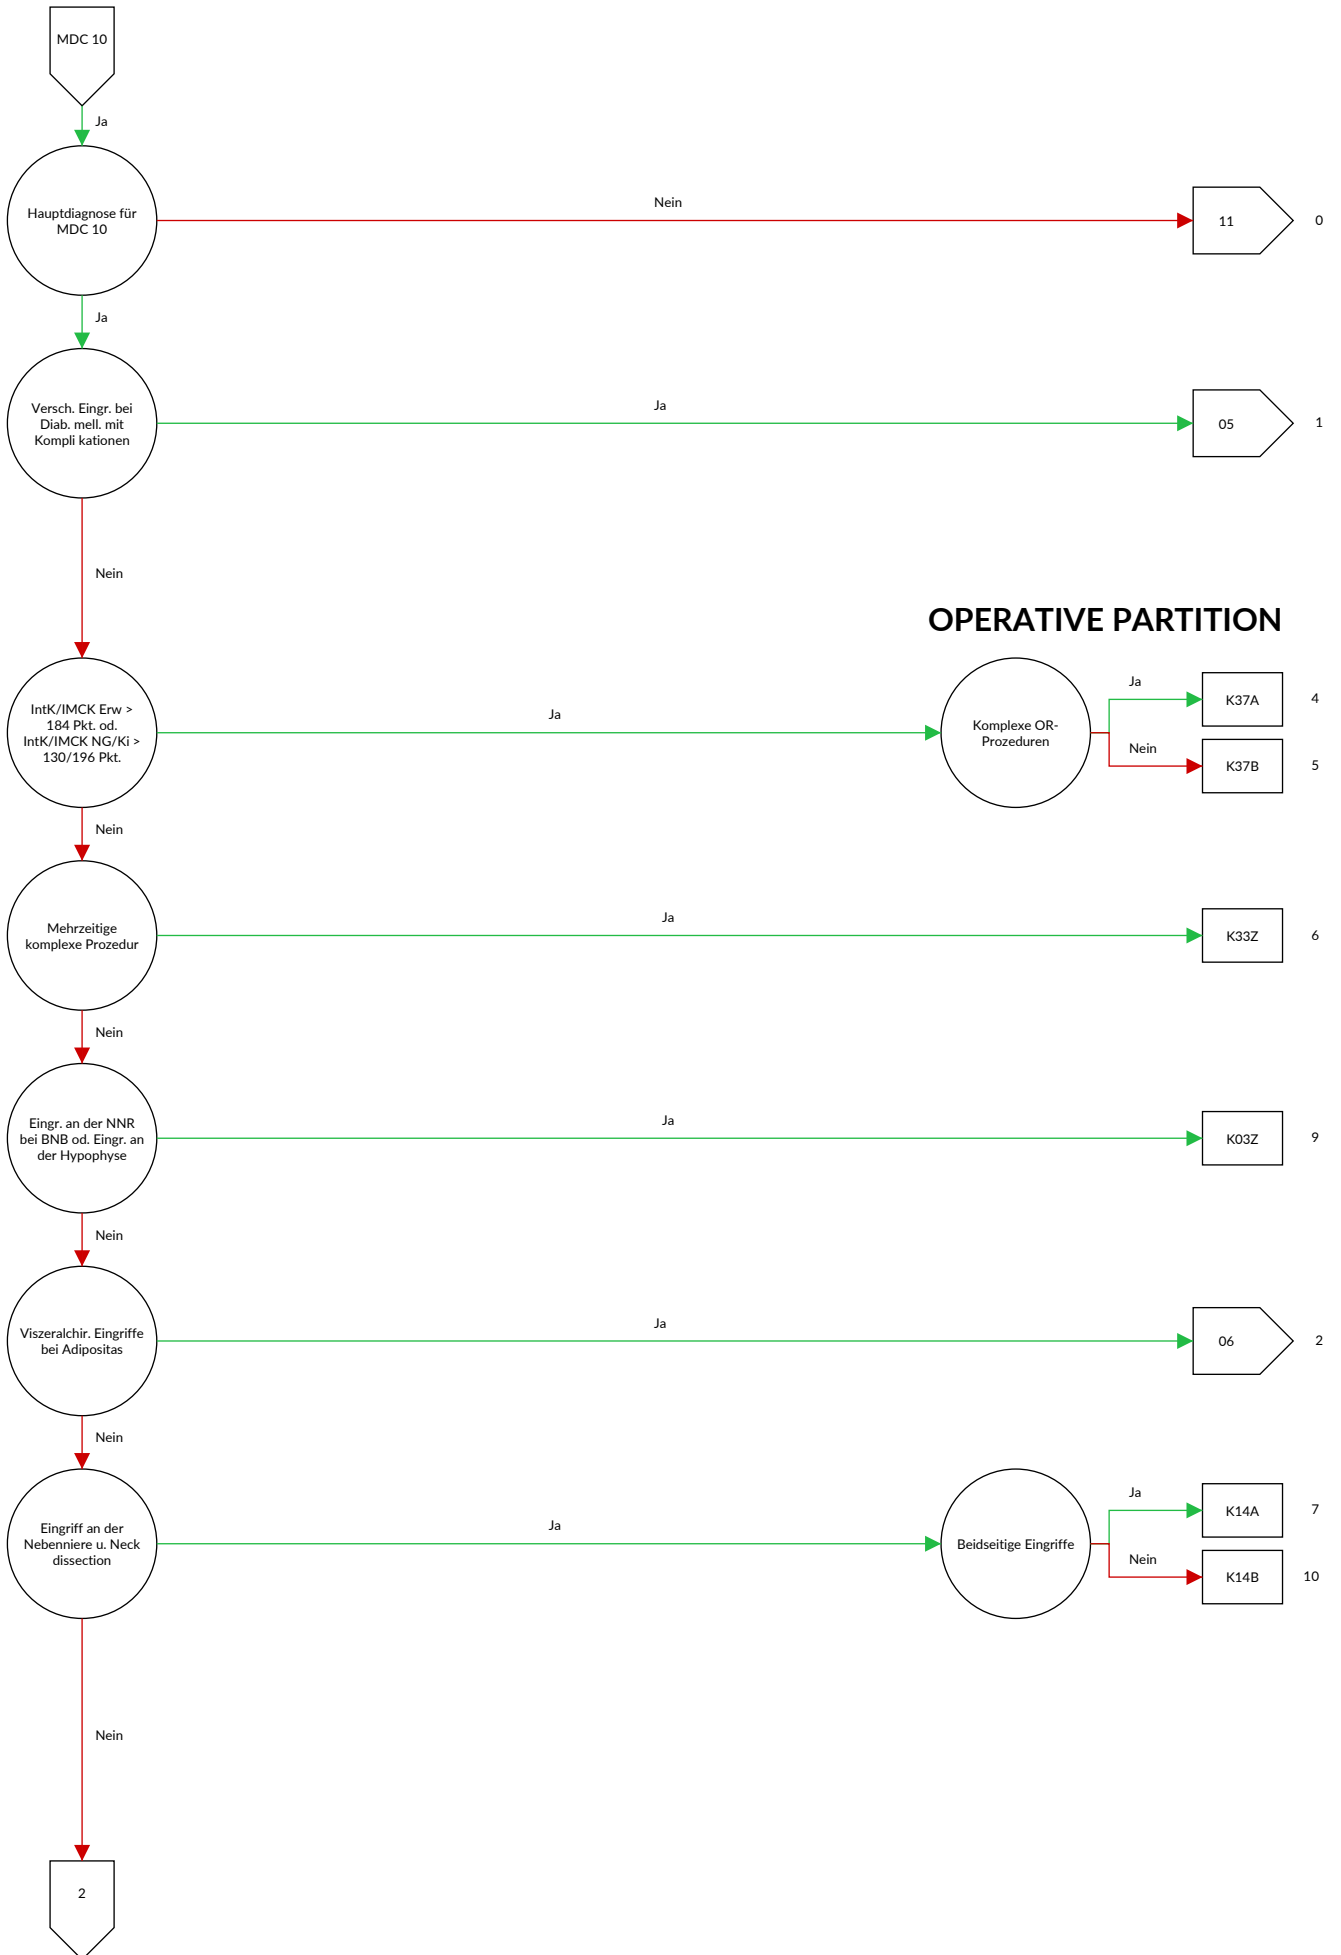 MDC 10
Ja
Hauptdiagnose für
MDC 10
Nein
11
0
Ja
Versch. Eingr. bei
Diab. mell. mit
Kompli kationen
Ja
05
1
Nein
OPERATIVE PARTITION
IntK/IMCK Erw >
184 Pkt. od.
IntK/IMCK NG/Ki >
130/196 Pkt.
Ja
Komplexe OR-
Prozeduren
Ja
K37A
4
Nein
K37B
5
Nein
Mehrzeitige
komplexe Prozedur
Ja
K33Z
6
Nein
Eingr. an der NNR
bei BNB od. Eingr. an
der Hypophyse
Ja
K03Z
9
Nein
Viszeralchir. Eingriffe
bei Adipositas
Ja
06
2
Nein
Eingriff an der
Nebenniere u. Neck
dissection
Ja
Beidseitige Eingriffe
Ja
K14A
7
Nein
K14B
10
Nein
2